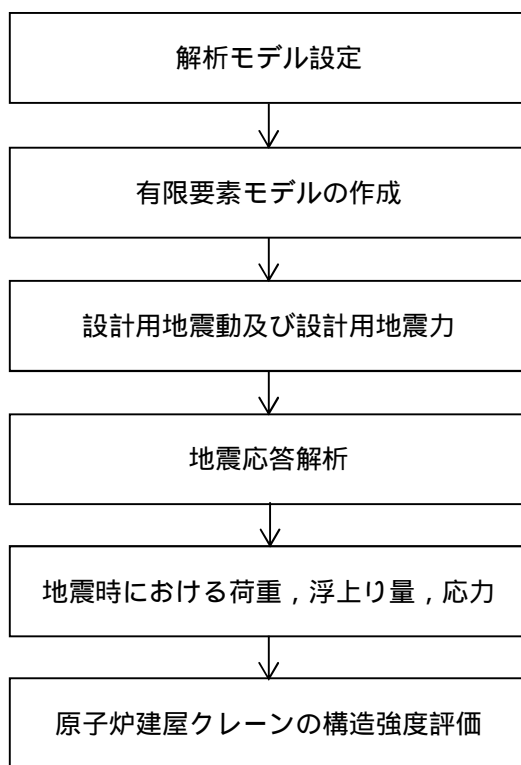 解析モデル設定
有限要素モデルの作成
設計用地震動及び設計用地震力
地震応答解析
地震時における荷重，浮上り量，応力
原子炉建屋クレーンの構造強度評価